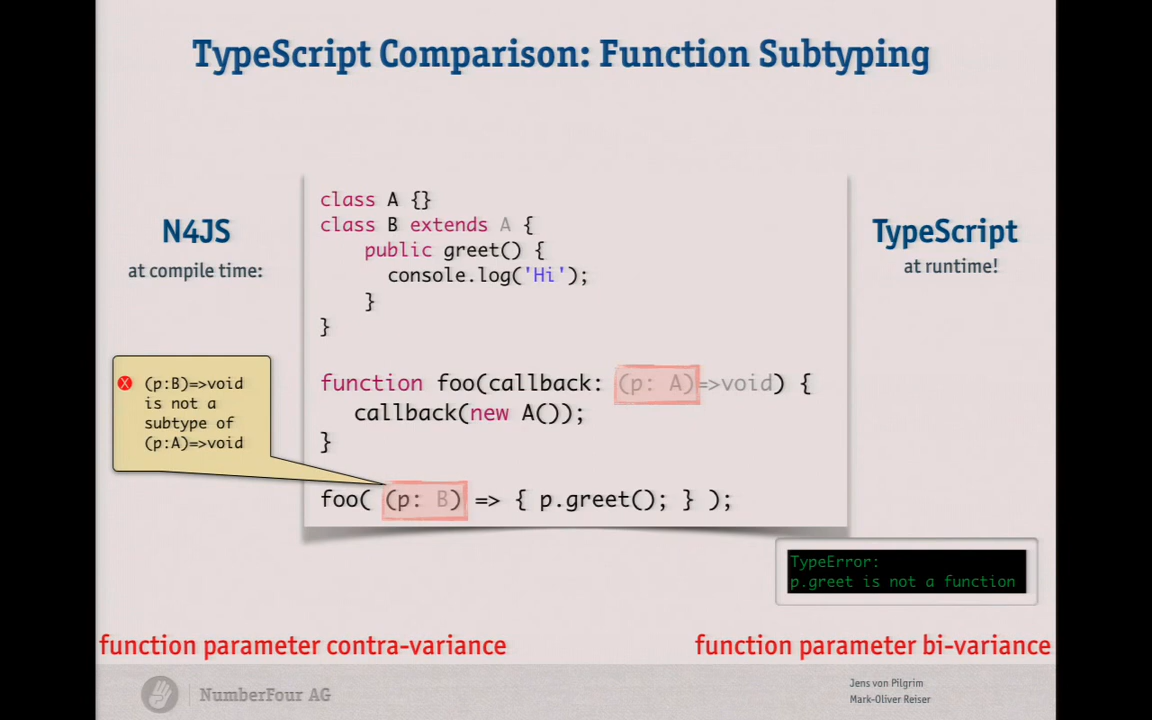 TypeScript Comparison: Function Subtyping
N4JS
at compile time:
class A {}
class B extends A {
public greet() {
console.log('Hi');
}
}
function foo(callback: (p: A)=>void) {
callback(new A());
}
foo( (p: B) => { p.greet(); } );
TypeScript
at runtime!
(p:B)=>void
is not a
subtype of
(p:A)=>void
TypeError:
p.greet is not a function
function parameter contra-variance
function parameter bi-variance
NumberFour AG
Jens von Pilgrim
Mark-Oliver Reiser